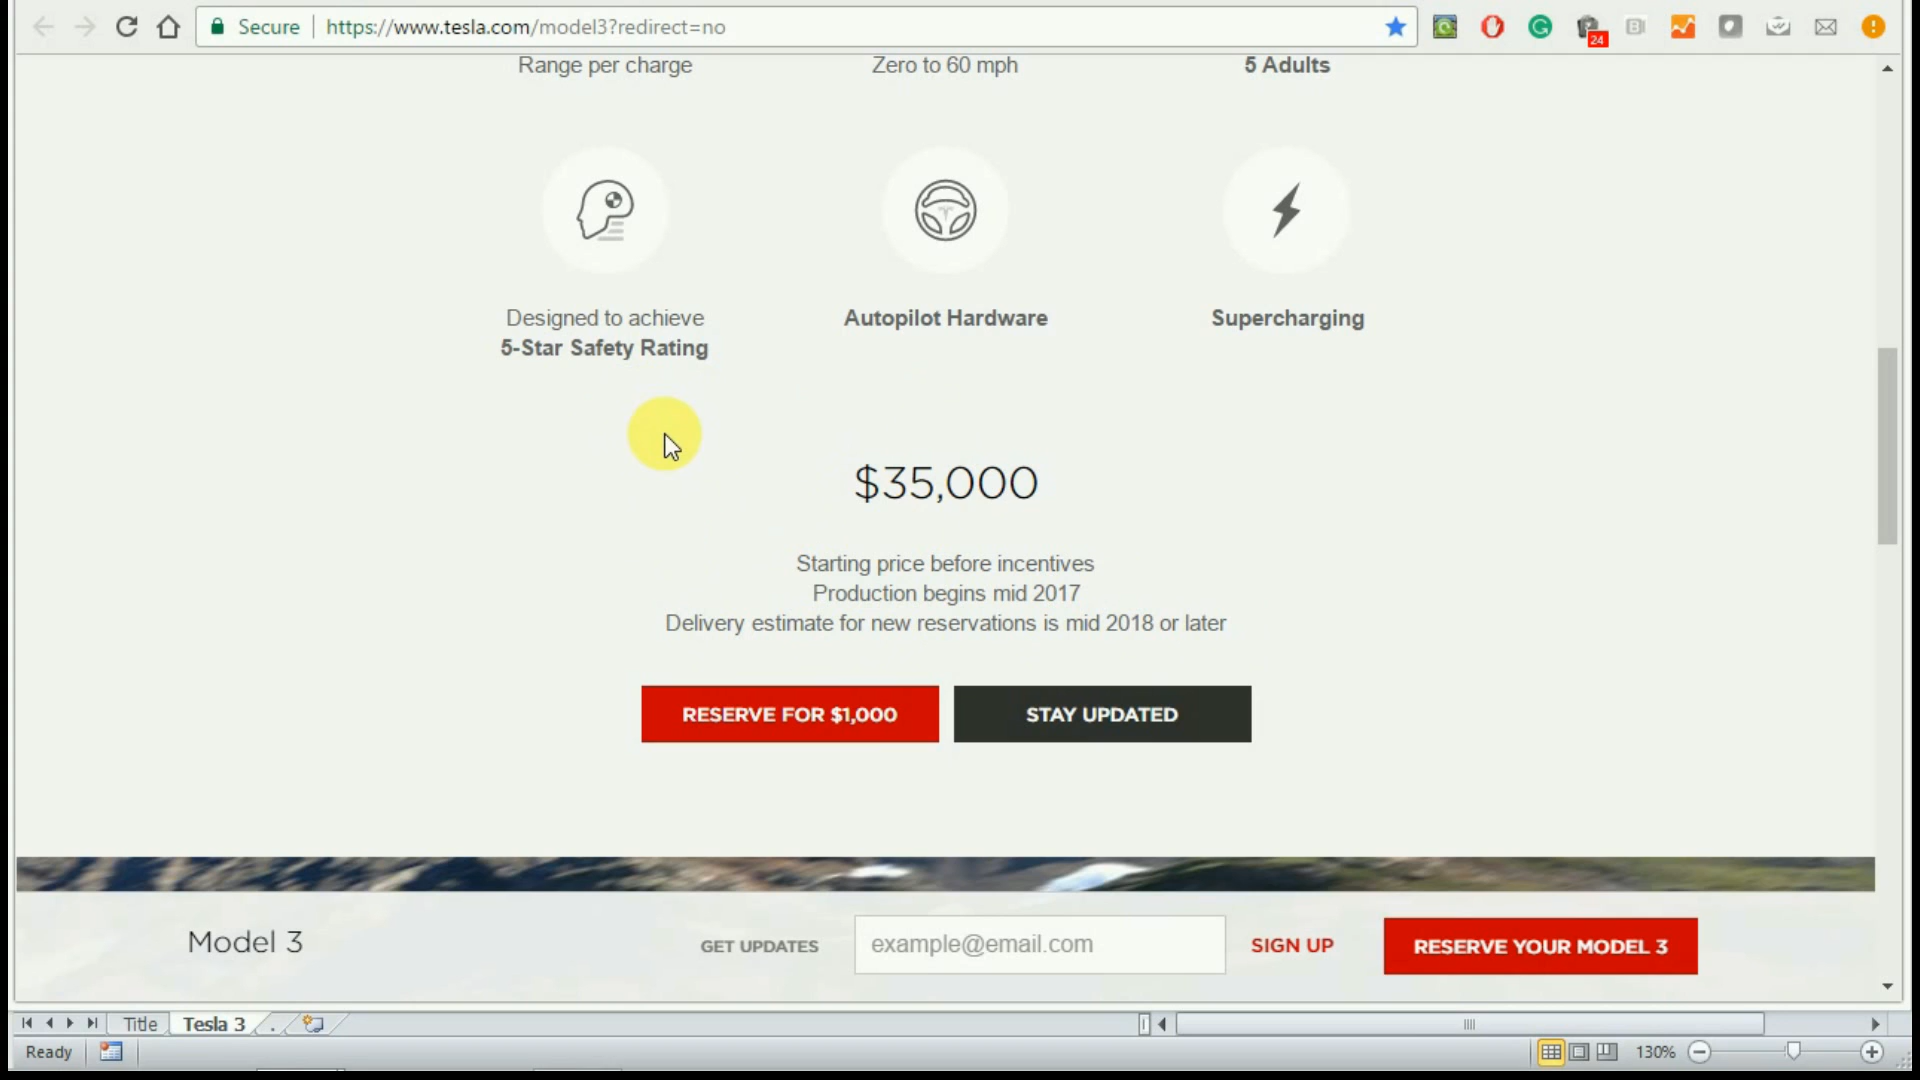 Secure
https://www.tesla.com/model3?redirect=no
24
Range per charge
Zero to 60 mph
5 Adults
Designed to achieve
5-Star Safety Rating
Autopilot Hardware
Supercharging
$35,000
Starting price before incentives
Production begins mid 2017
Delivery estimate for new reservations is mid 2018 or later
RESERVE FOR $1,000
STAY UPDATED
Model 3
GET UPDATES
example@email.com
SIGN UP
RESERVE YOUR MODEL 3
Title
Tesla 3
.
Ready
130%